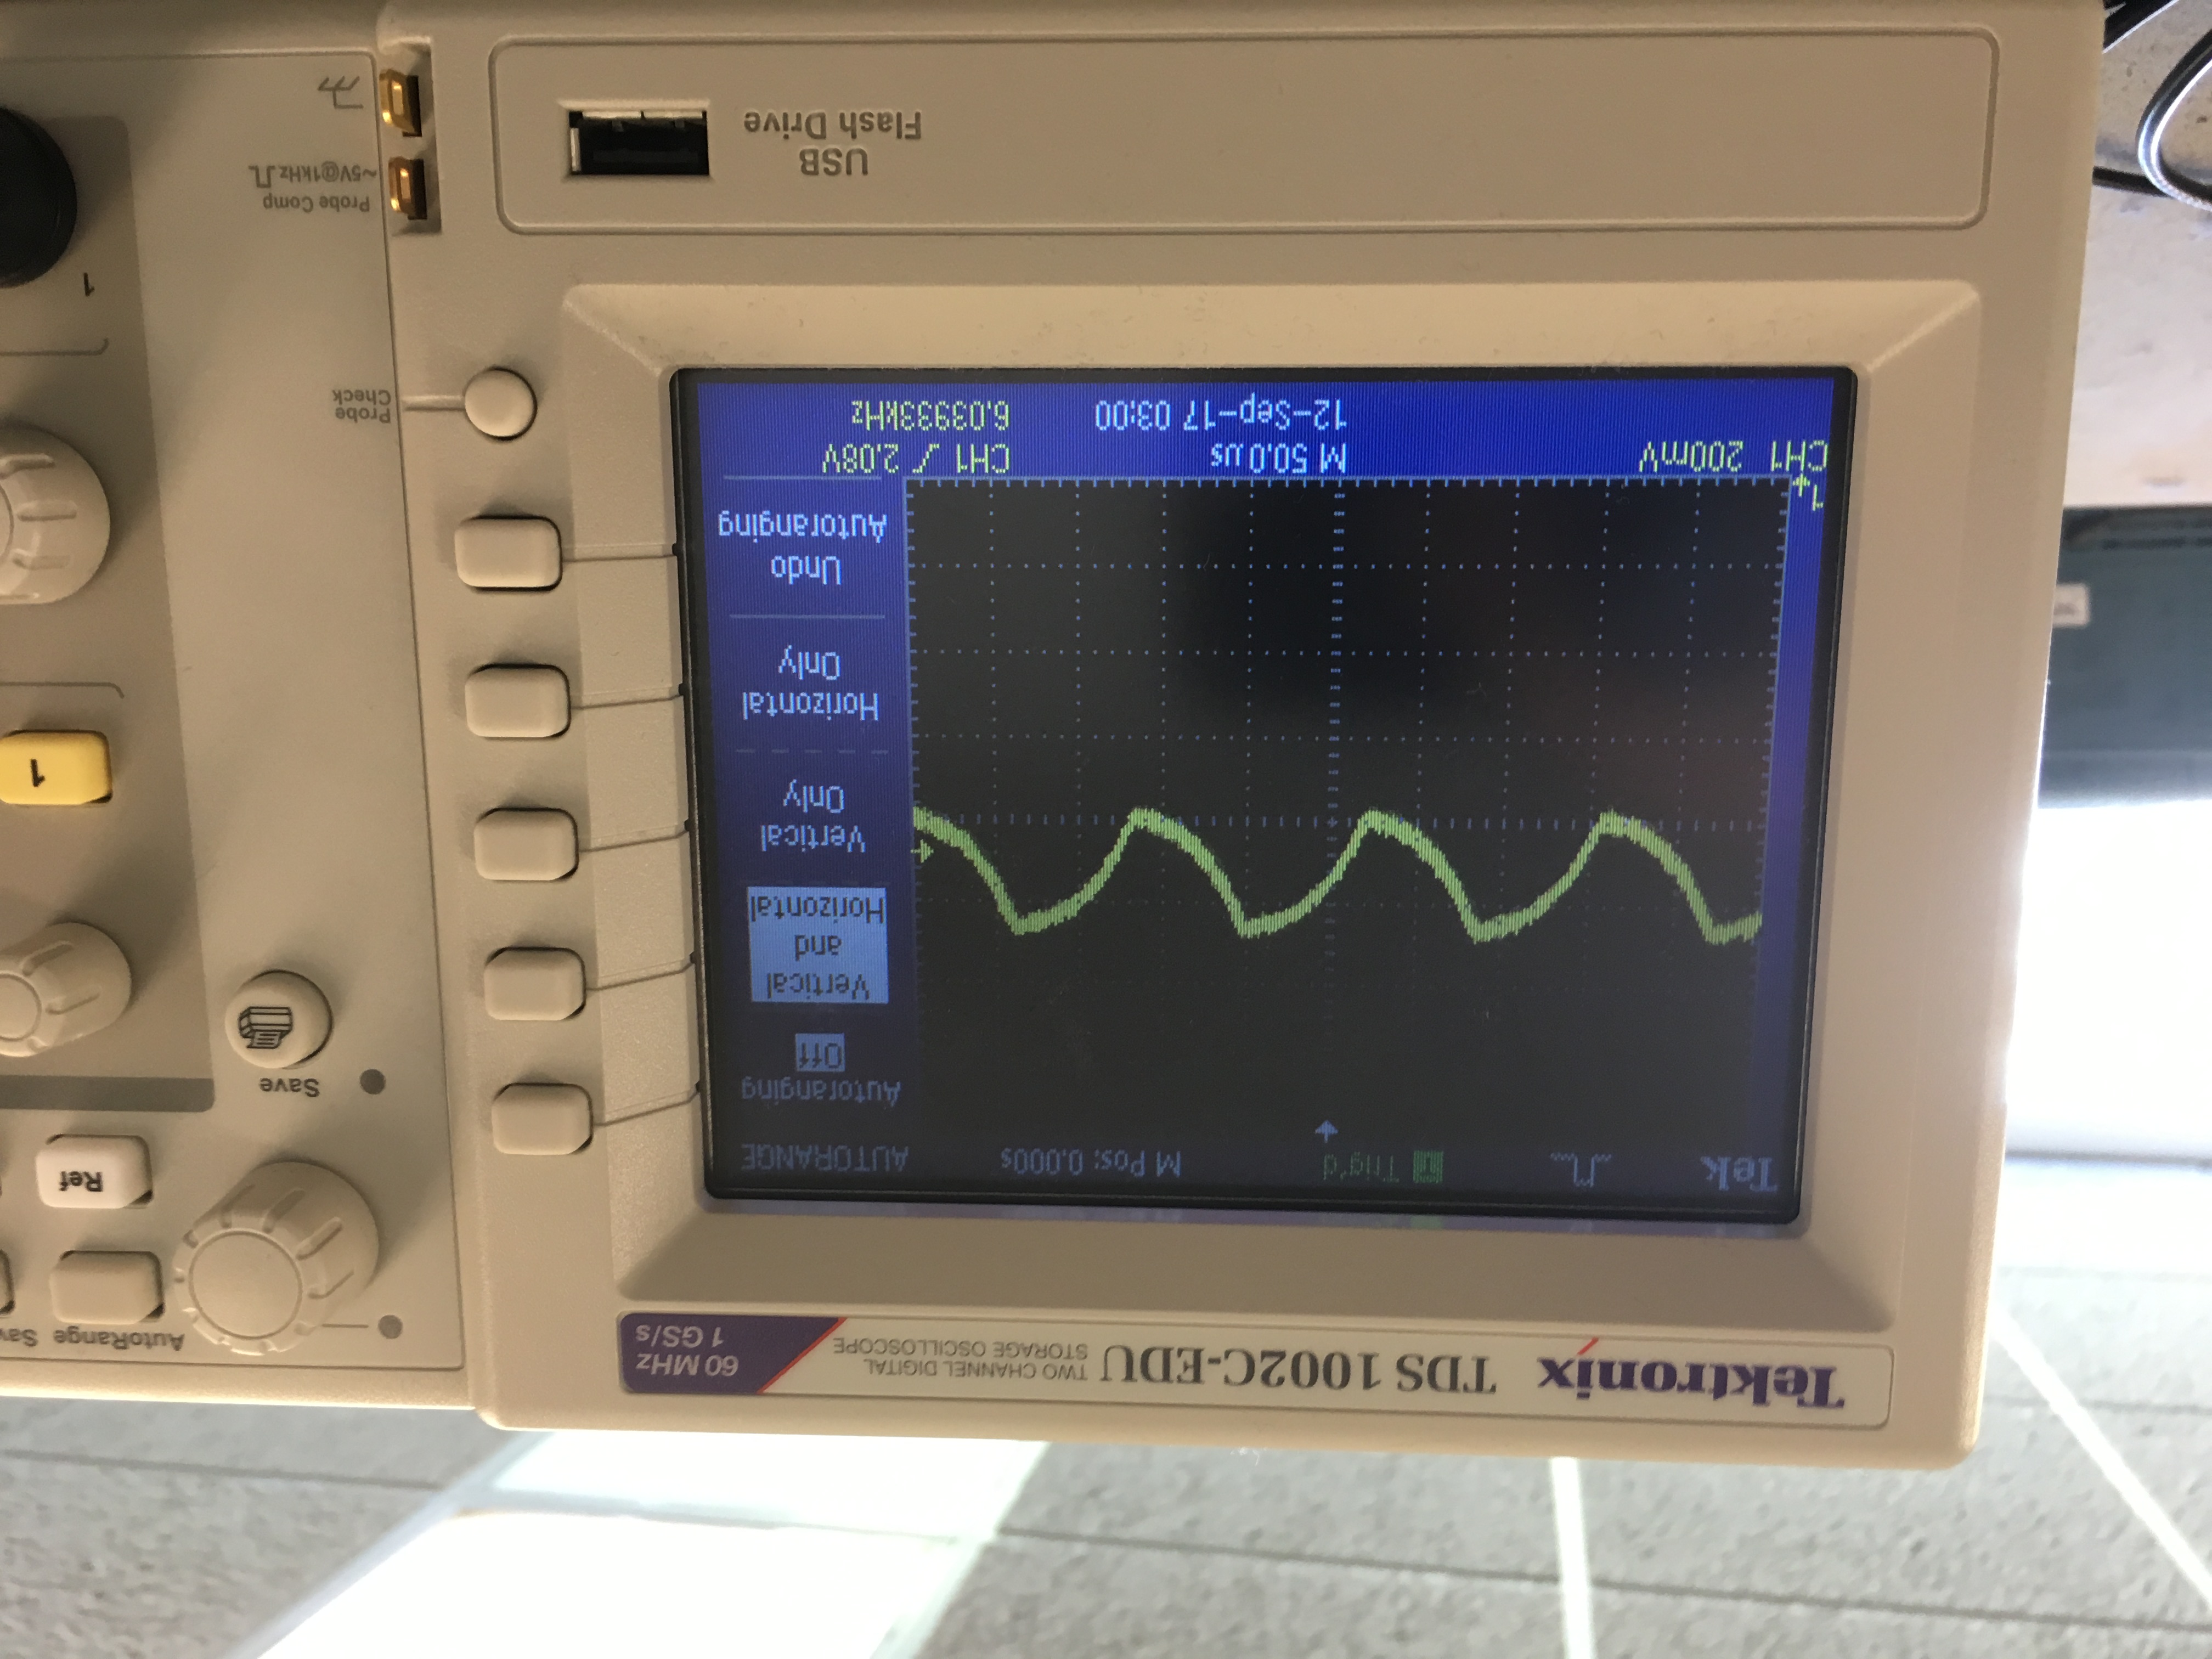 Tektronix TDS 1002C-EDU TWO CHANNEL DIGITAL
STORAGE OSCILLOSCOPE
60 MHz
1 GS/s
AutoRange
Ref
Save
Tek Trig'd M Pos: 0.000s AUTORANGE
Autoranging
Off
Vertical
and
Horizontal
Vertical
Only
Horizontal
Only
Undo
Autoranging
1
CH1 200mV M 50.0µs CH1 2.08V
12-Sep-17 03:00 6.03933kHz
1
Probe
Check
1
Probe Comp
~5V@1kHz
USB
Flash Drive